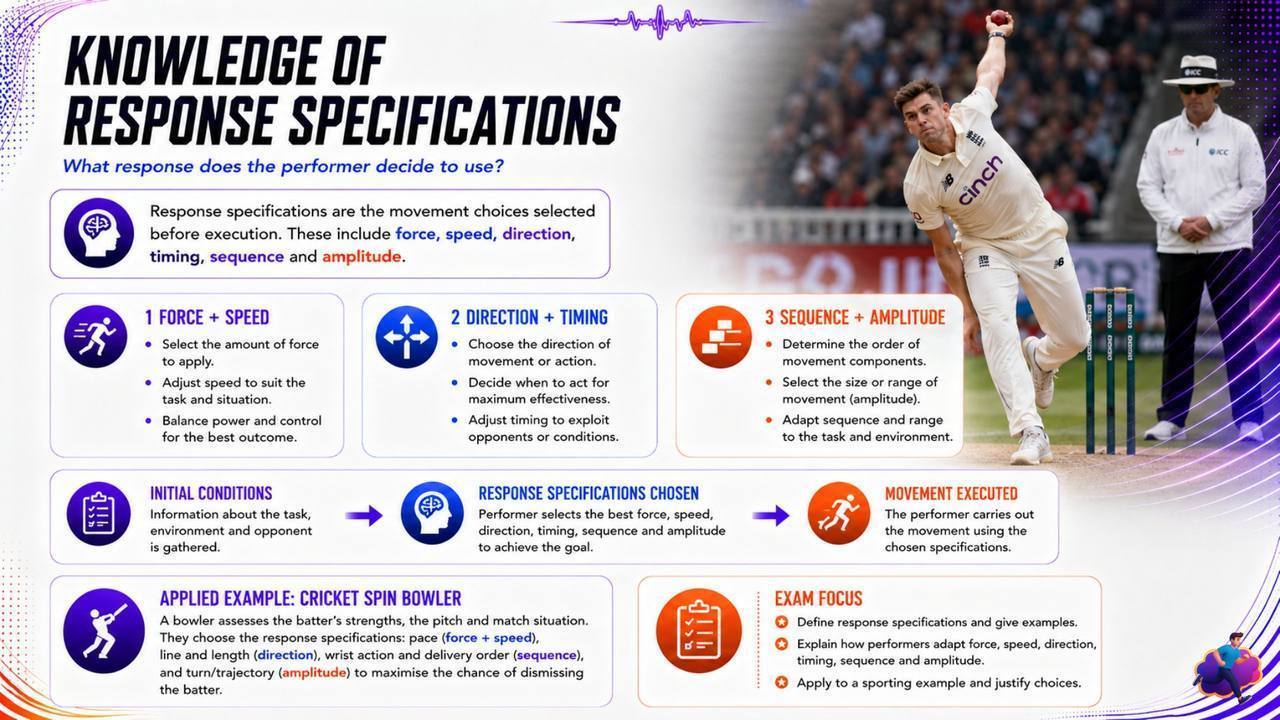 KNOWLEDGE OF
RESPONSE SPECIFICATIONS
What response does the performer decide to use?
Response specifications are the movement choices selected
before execution. These include force, speed, direction,
timing, sequence and amplitude.
1 FORCE + SPEED
• Select the amount of force
to apply.
• Adjust speed to suit the
task and situation.
• Balance power and control
for the best outcome.
2 DIRECTION + TIMING
• Choose the direction of
movement or action.
• Decide when to act for
maximum effectiveness.
• Adjust timing to exploit
opponents or conditions.
3 SEQUENCE + AMPLITUDE
• Determine the order of
movement components.
• Select the size or range of
movement (amplitude).
• Adapt sequence and range
to the task and environment.
INITIAL CONDITIONS
Information about the task,
environment and opponent
is gathered.
RESPONSE SPECIFICATIONS CHOSEN
Performer selects the best force, speed,
direction, timing, sequence and amplitude
to achieve the goal.
MOVEMENT EXECUTED
The performer carries out
the movement using the
chosen specifications.
APPLIED EXAMPLE: CRICKET SPIN BOWLER
A bowler assesses the batter's strengths, the pitch and match situation.
They choose the response specifications: pace (force + speed),
line and length (direction), wrist action and delivery order (sequence),
and turn/trajectory (amplitude) to maximise the chance of dismissing
the batter.
EXAM FOCUS
Define response specifications and give examples.
Explain how performers adapt force, speed, direction,
timing, sequence and amplitude.
Apply to a sporting example and justify choices.
cinch
ICC
ICC